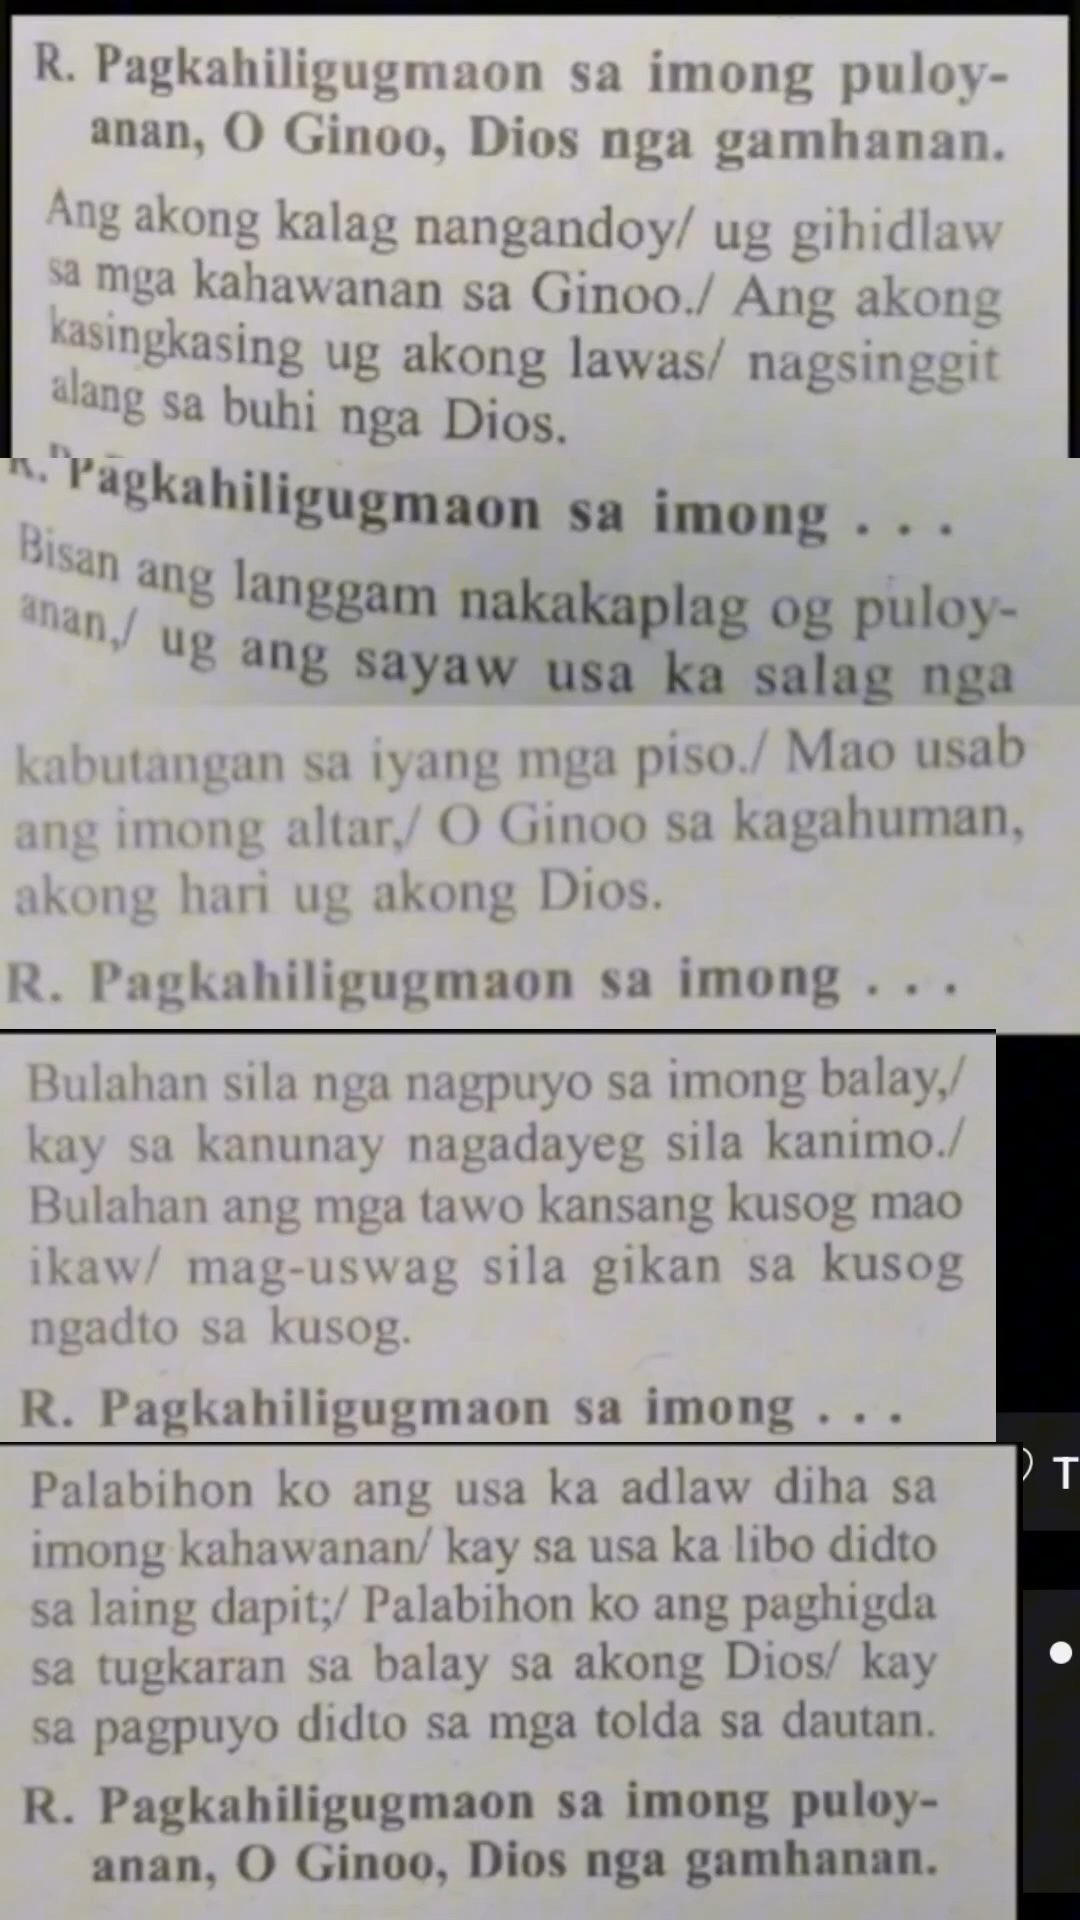 R. Pagkahiligugmaon sa imong puloy-
anan, O Ginoo, Dios nga gamhanan.
Ang akong kalag nangandoy/ ug gihidlaw
sa mga kahawanan sa Ginoo./ Ang akong
kasingkasing ug akong lawas/ nagsinggit
alang sa buhi nga Dios.
R. Pagkahiligugmaon sa imong . . .
Bisan ang langgam nakakaplag og puloy-
anan,/ ug ang sayaw usa ka salag nga
kabutangan sa iyang mga piso./ Mao usab
ang imong altar,/ O Ginoo sa kagahuman,
akong hari ug akong Dios.
R. Pagkahiligugmaon sa imong . . .
Bulahan sila nga nagpuyo sa imong balay,/
kay sa kanunay nagadayeg sila kanimo./
Bulahan ang mga tawo kansang kusog mao
ikaw/ mag-uswag sila gikan sa kusog
ngadto sa kusog.
R. Pagkahiligugmaon sa imong . . .
Palabihon ko ang usa ka adlaw diha sa
imong kahawanan/ kay sa usa ka libo didto
sa laing dapit;/ Palabihon ko ang paghigda
sa tugkaran sa balay sa akong Dios/ kay
sa pagpuyo didto sa mga tolda sa dautan.
R. Pagkahiligugmaon sa imong puloy-
anan, O Ginoo, Dios nga gamhanan.